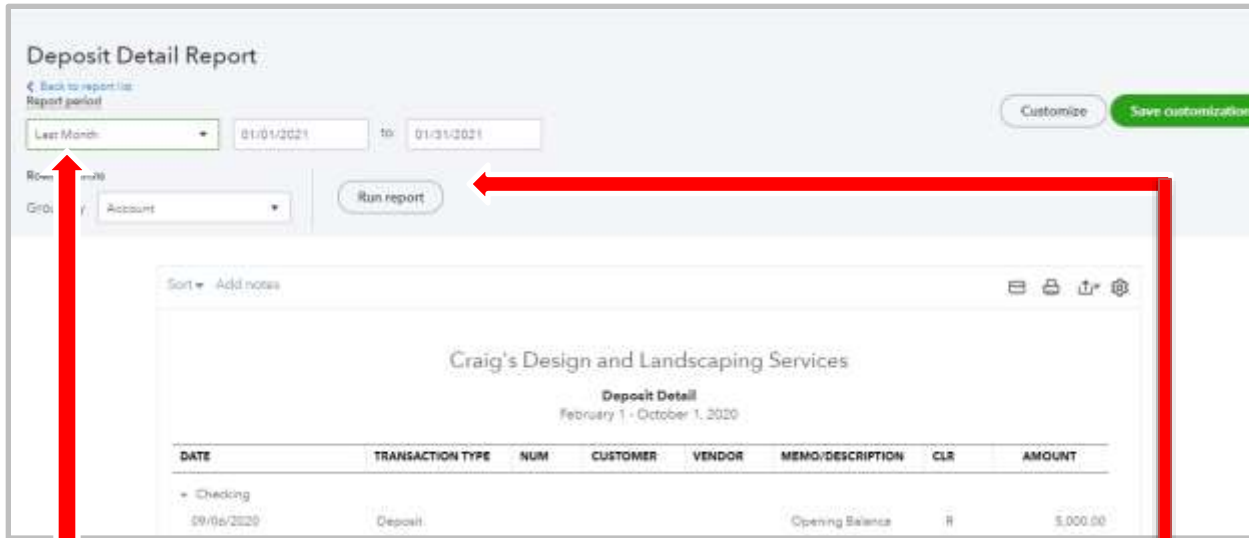 Deposit Detail Report
Back to report list
Report period
Last Month 01/01/2021 to 01/31/2021
Customize Save customization
Account
Run report
Sort Add notes
Craig's Design and Landscaping Services
Deposit Detail
February 1 - October 1, 2020
DATE TRANSACTION TYPE NUM CUSTOMER VENDOR MEMO/DESCRIPTION CLR AMOUNT
Checking
09/06/2020 Deposit Opening Balance R 5,000.00